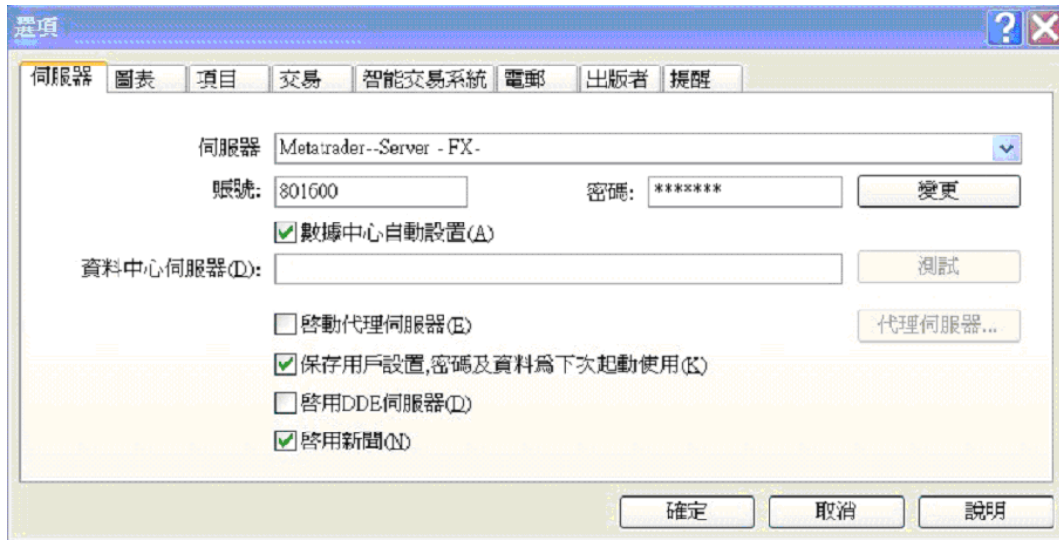 選項
伺服器 圖表 項目 交易 智能交易系統 電郵 出版者 提醒
伺服器 Metatrader--Server - FX-
賬號: 801600 密碼: ******* 變更
數據中心自動設置(A)
資料中心伺服器(D): 測試
啓動代理伺服器(E) 代理伺服器...
保存用戶設置,密碼及資料爲下次起動使用(K)
啓用DDE伺服器(D)
啓用新聞(N)
確定 取消 說明